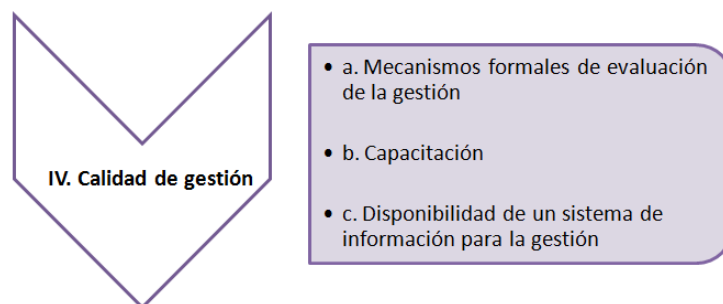 IV. Calidad de gestión
• a. Mecanismos formales de evaluación
de la gestión
• b. Capacitación
• c. Disponibilidad de un sistema de
información para la gestión